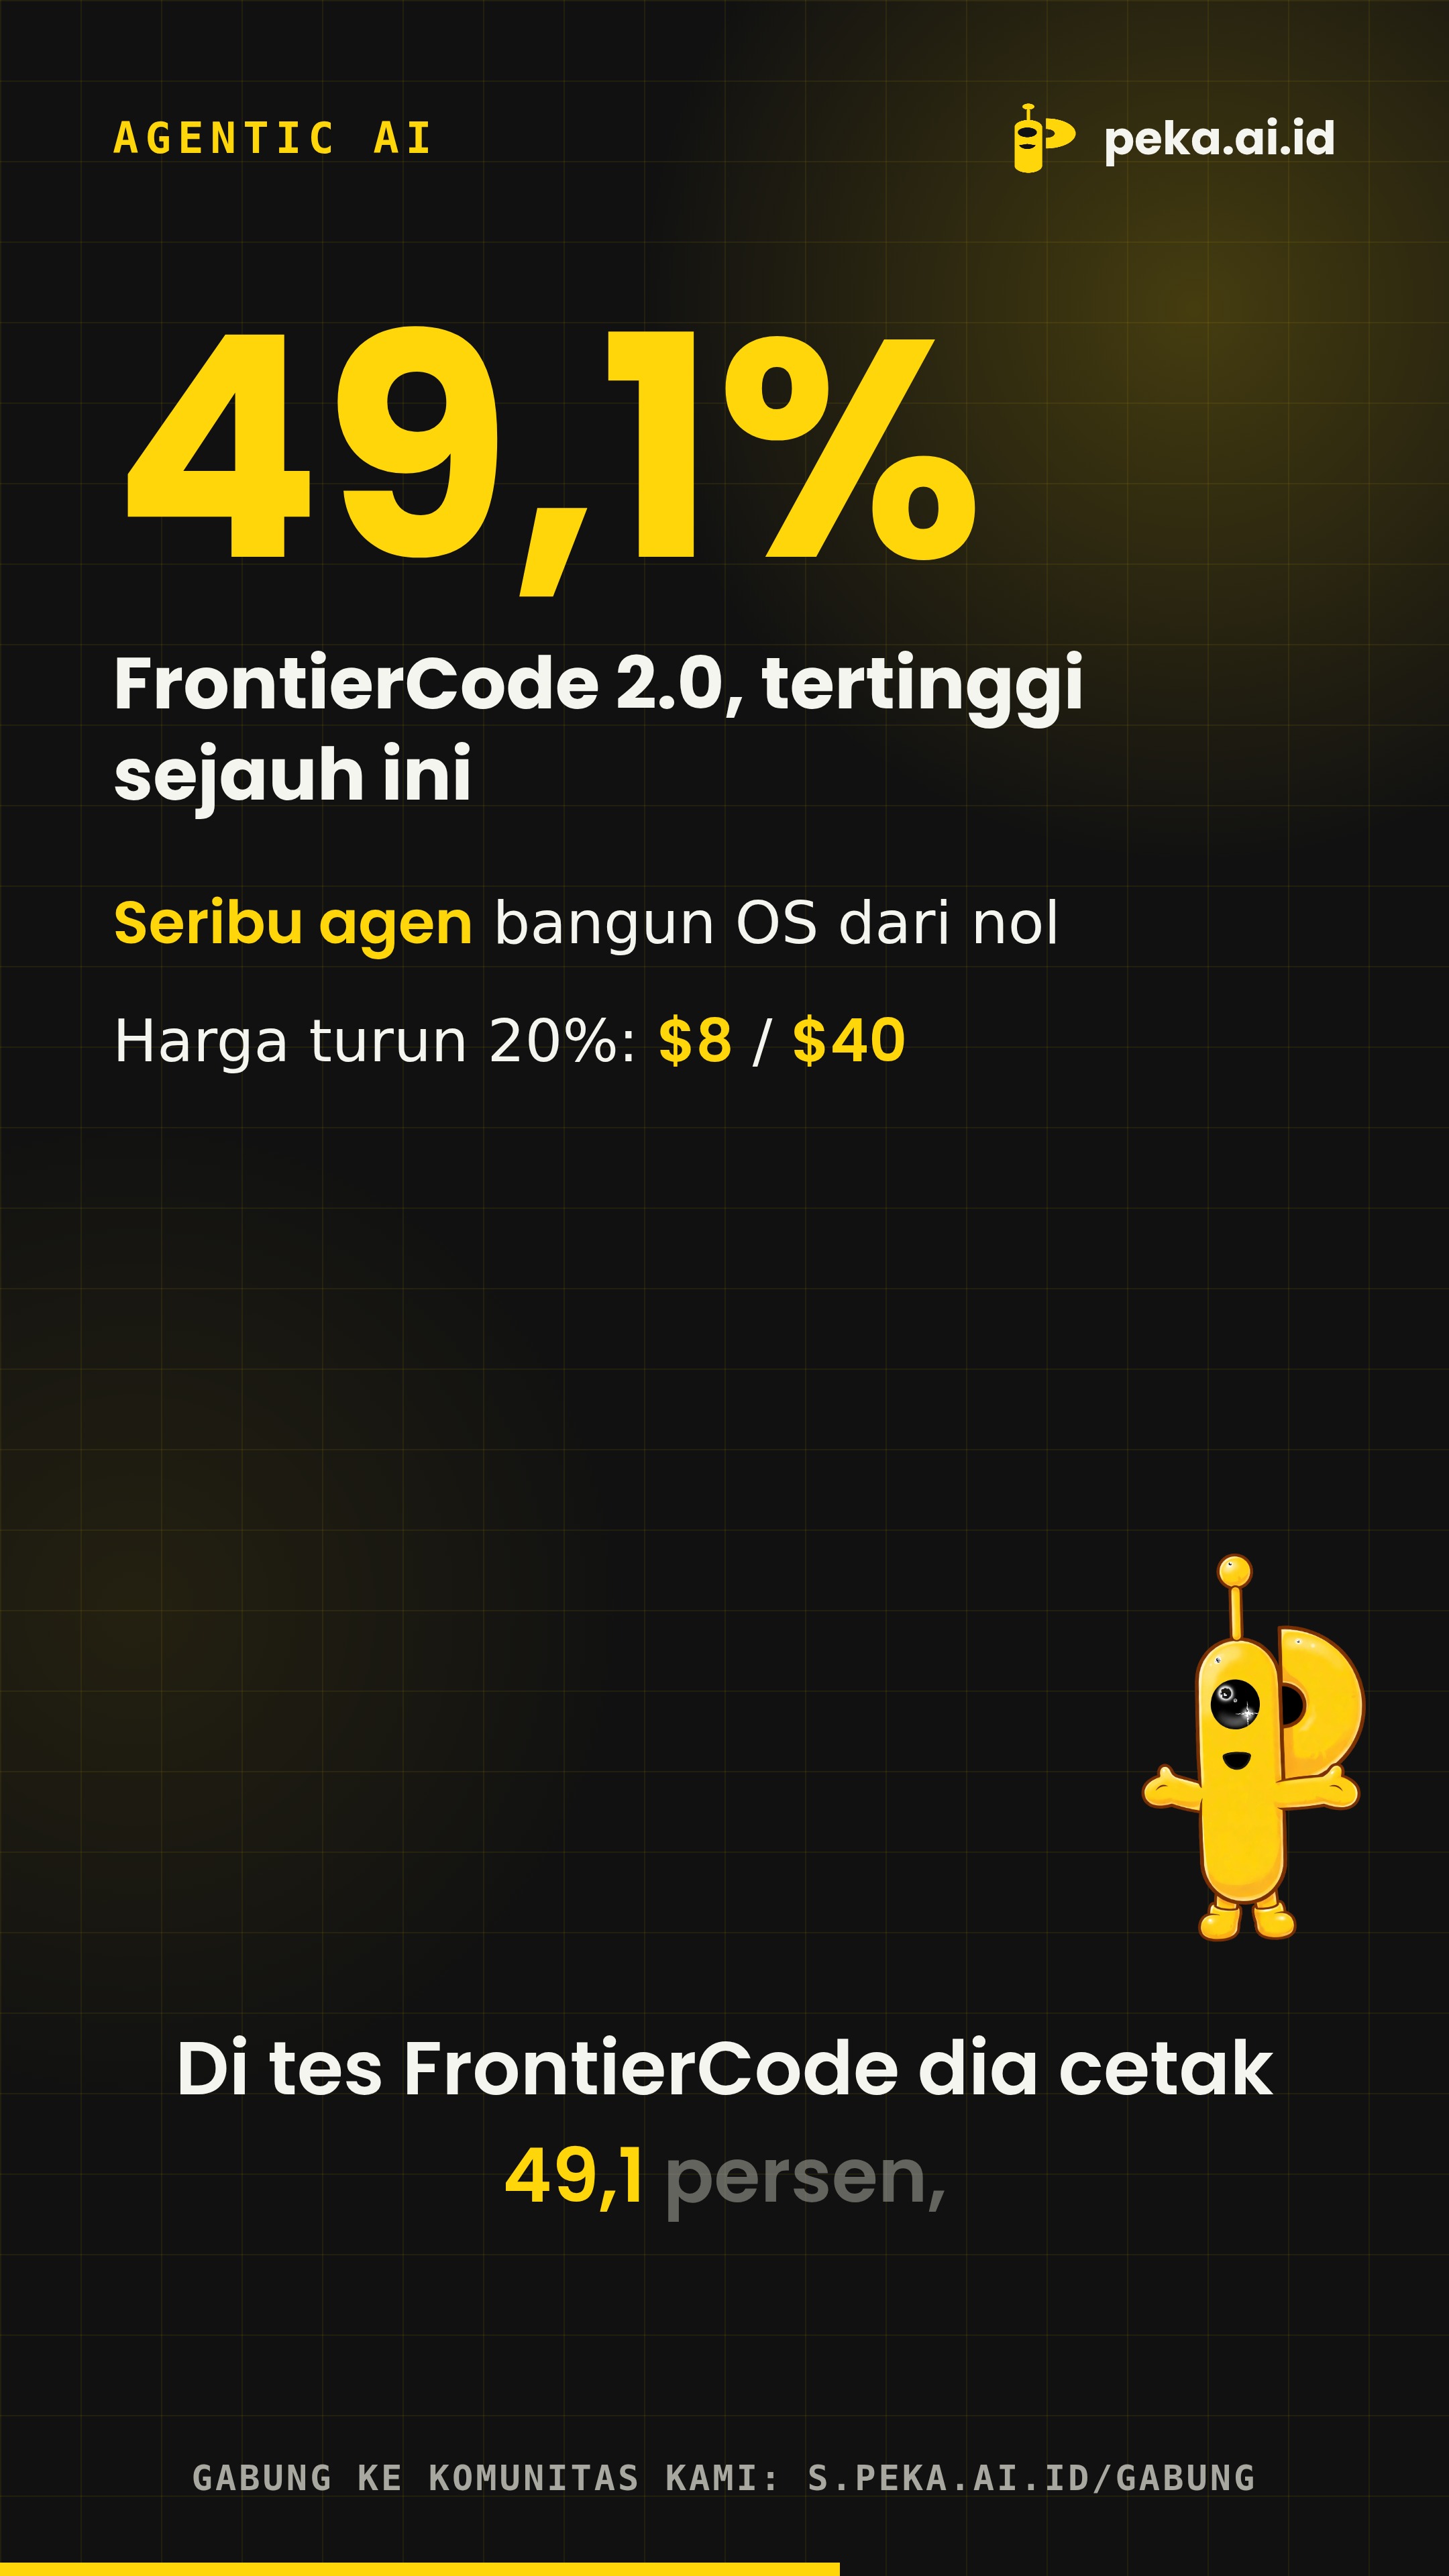 AGENTIC AI
peka.ai.id
49,1%
FrontierCode 2.0, tertinggi
sejauh ini
Seribu agen bangun OS dari nol
Harga turun 20%: $8 / $40
Di tes FrontierCode dia cetak
49,1 persen,
GABUNG KE KOMUNITAS KAMI: S.PEKA.AI.ID/GABUNG